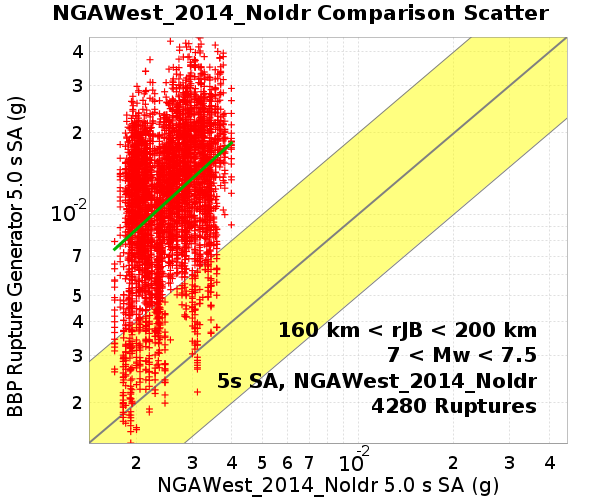 NGAWest_2014_NoIdr Comparison Scatter
BBP Rupture Generator 5.0 s SA (g)
4
3
2
10-2
7
5
4
3
2
160 km < rJB < 200 km
7 < Mw < 7.5
5s SA, NGAWest_2014_NoIdr
4280 Ruptures
2 3 4 5 6 7 10-2 2 3 4
NGAWest_2014_NoIdr 5.0 s SA (g)